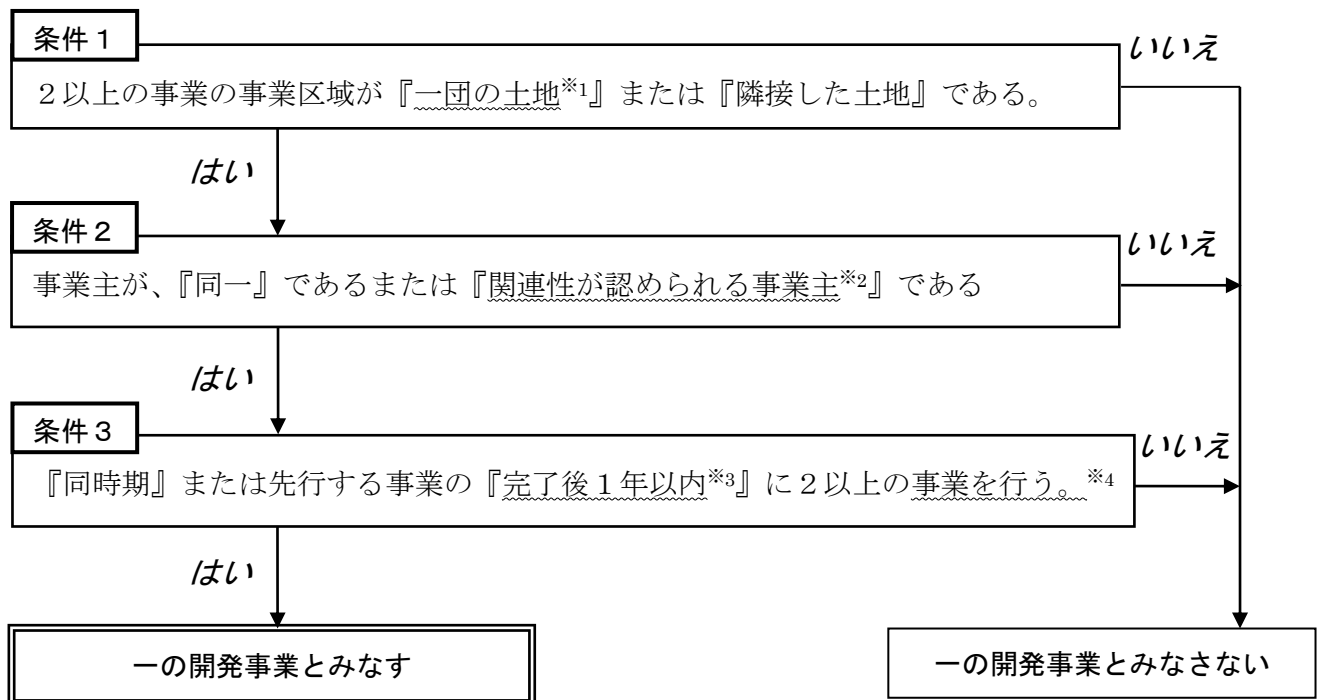 条件１
いいえ
２以上の事業の事業区域が『一団の土地※1』または『隣接した土地』である。
はい
条件２
いいえ
事業主が、『同一』であるまたは『関連性が認められる事業主※2』である
はい
条件３
いいえ
『同時期』または先行する事業の『完了後１年以内※3』に２以上の事業を行う。※4
はい
一の開発事業とみなす
一の開発事業とみなさない